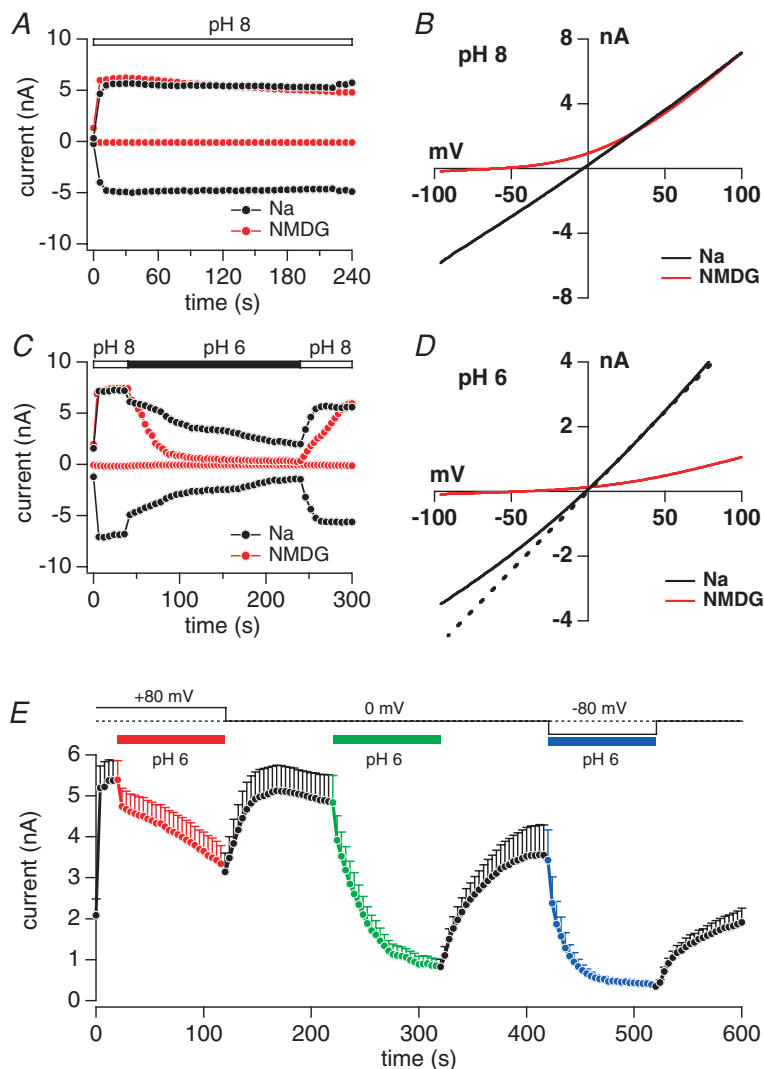 A
pH 8
10
5
0
-5
-10
current (nA)
Na
NMDG
0 60 120 180 240
time (s)
B
pH 8
8
nA
4
mV
-100 -50 50 100
-4
-8
Na
NMDG
C
pH 8 pH 6 pH 8
10
5
0
-5
-10
current (nA)
Na
NMDG
0 100 200 300
time (s)
D
pH 6
4
nA
2
mV
-100 -50 50 100
-2
-4
Na
NMDG
E
+80 mV 0 mV -80 mV
pH 6 pH 6 pH 6
6
5
4
3
2
1
0
current (nA)
0 100 200 300 400 500 600
time (s)